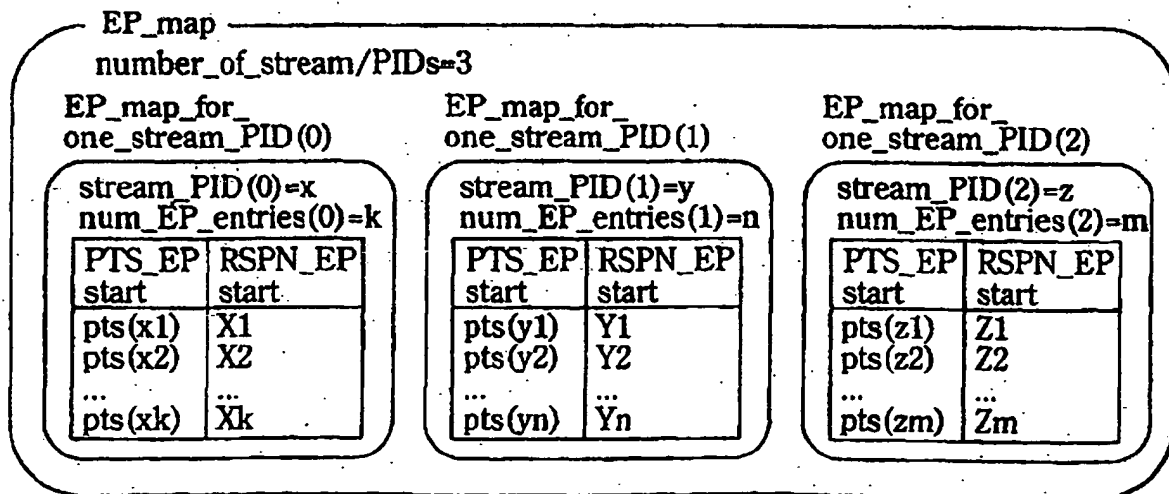 EP_map
number_of_stream/PIDs=3
EP_map_for_
one_stream_PID(0)
stream_PID(0)=x
num_EP_entries(0)=k
PTS_EP RSPN_EP
start start
pts(x1) X1
pts(x2) X2
... ...
pts(xk) Xk
EP_map_for_
one_stream_PID(1)
stream_PID(1)=y
num_EP_entries(1)=n
PTS_EP RSPN_EP
start start
pts(y1) Y1
pts(y2) Y2
... ...
pts(yn) Yn
EP_map_for_
one_stream_PID(2)
stream_PID(2)=z
num_EP_entries(2)=m
PTS_EP RSPN_EP
start start
pts(z1) Z1
pts(z2) Z2
... ...
pts(zm) Zm